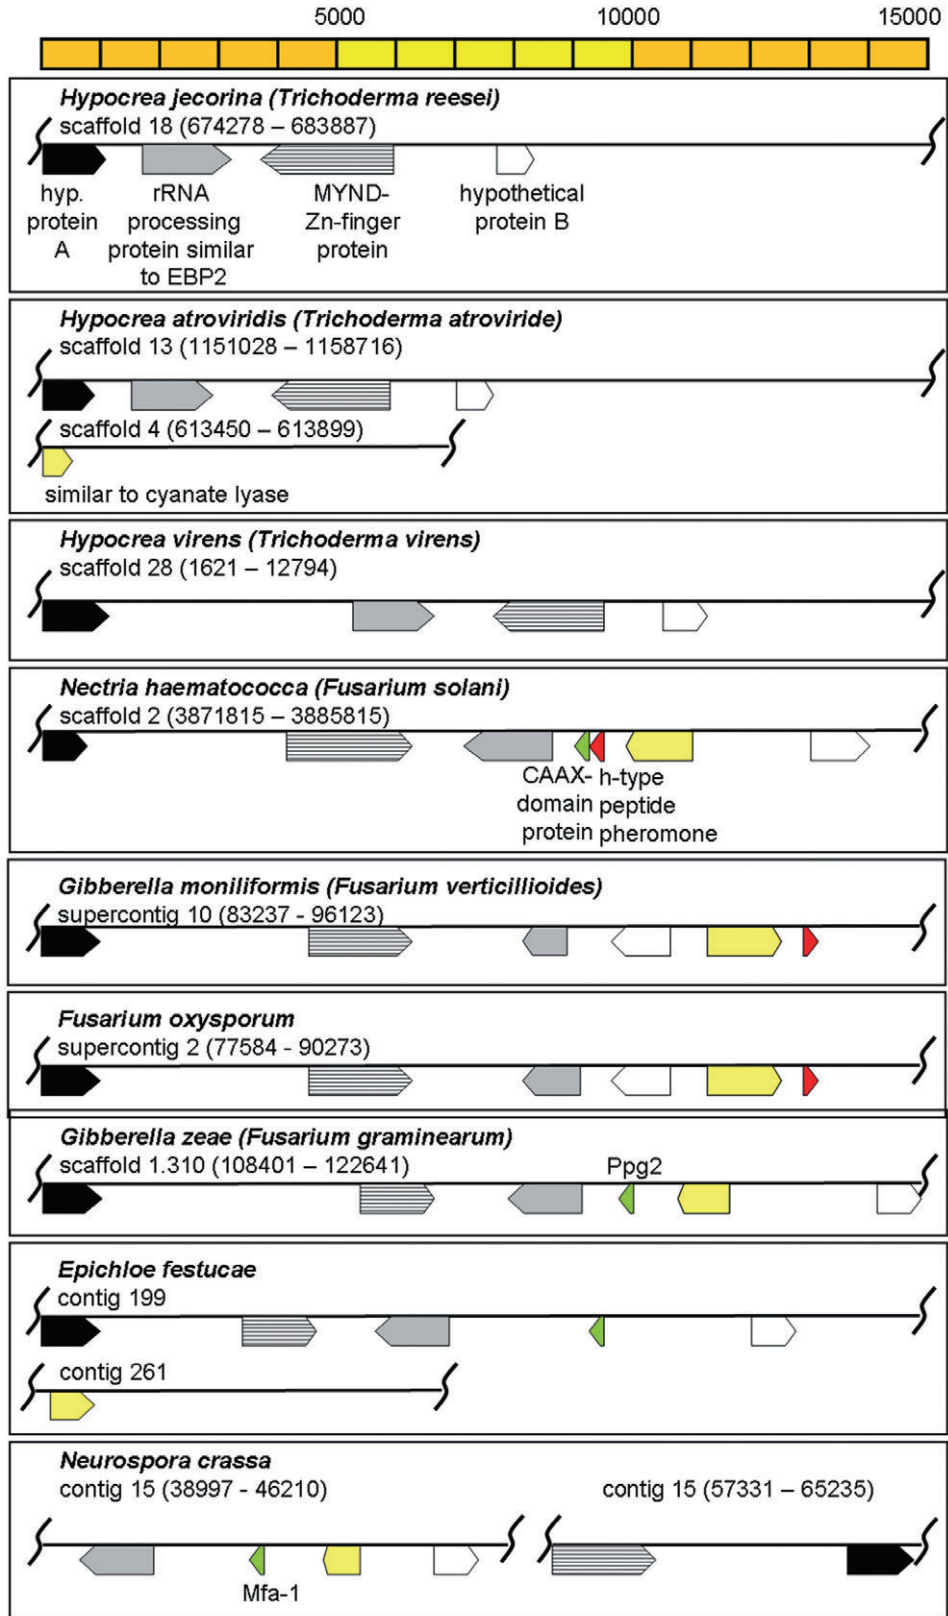 5000 10000 15000
Hypocrea jecorina (Trichoderma reesei)
scaffold 18 (674278 – 683887)
hyp. protein A
rRNA processing protein similar to EBP2
MYND-Zn-finger protein
hypothetical protein B
Hypocrea atroviridis (Trichoderma atroviride)
scaffold 13 (1151028 – 1158716)
scaffold 4 (613450 – 613899)
similar to cyanate lyase
Hypocrea virens (Trichoderma virens)
scaffold 28 (1621 – 12794)
Nectria haematococca (Fusarium solani)
scaffold 2 (3871815 – 3885815)
CAAX-domain protein
h-type peptide pheromone
Gibberella moniliformis (Fusarium verticillioides)
supercontig 10 (83237 - 96123)
Fusarium oxysporum
supercontig 2 (77584 - 90273)
Gibberella zeae (Fusarium graminearum)
scaffold 1.310 (108401 – 122641)
Ppg2
Epichloe festucae
contig 199
contig 261
Neurospora crassa
contig 15 (38997 - 46210)
contig 15 (57331 – 65235)
Mfa-1